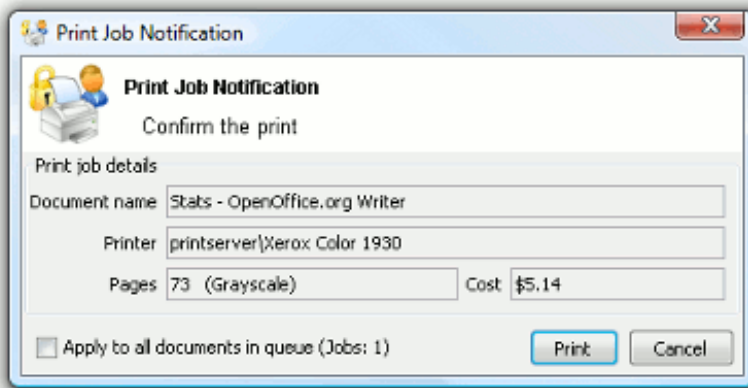 Print Job Notification
Print Job Notification
Confirm the print
Print job details
Document name Stats - OpenOffice.org Writer
Printer printserver\Xerox Color 1930
Pages 73 (Grayscale) Cost $5.14
Apply to all documents in queue (Jobs: 1) Print Cancel